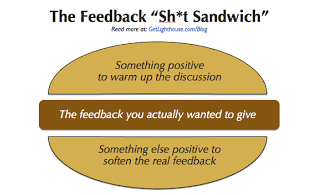 The Feedback “Sh*t Sandwich”
Read more at: GetLighthouse.com/Blog
Something positive
to warm up the discussion
The feedback you actually wanted to give
Something else positive to
soften the real feedback